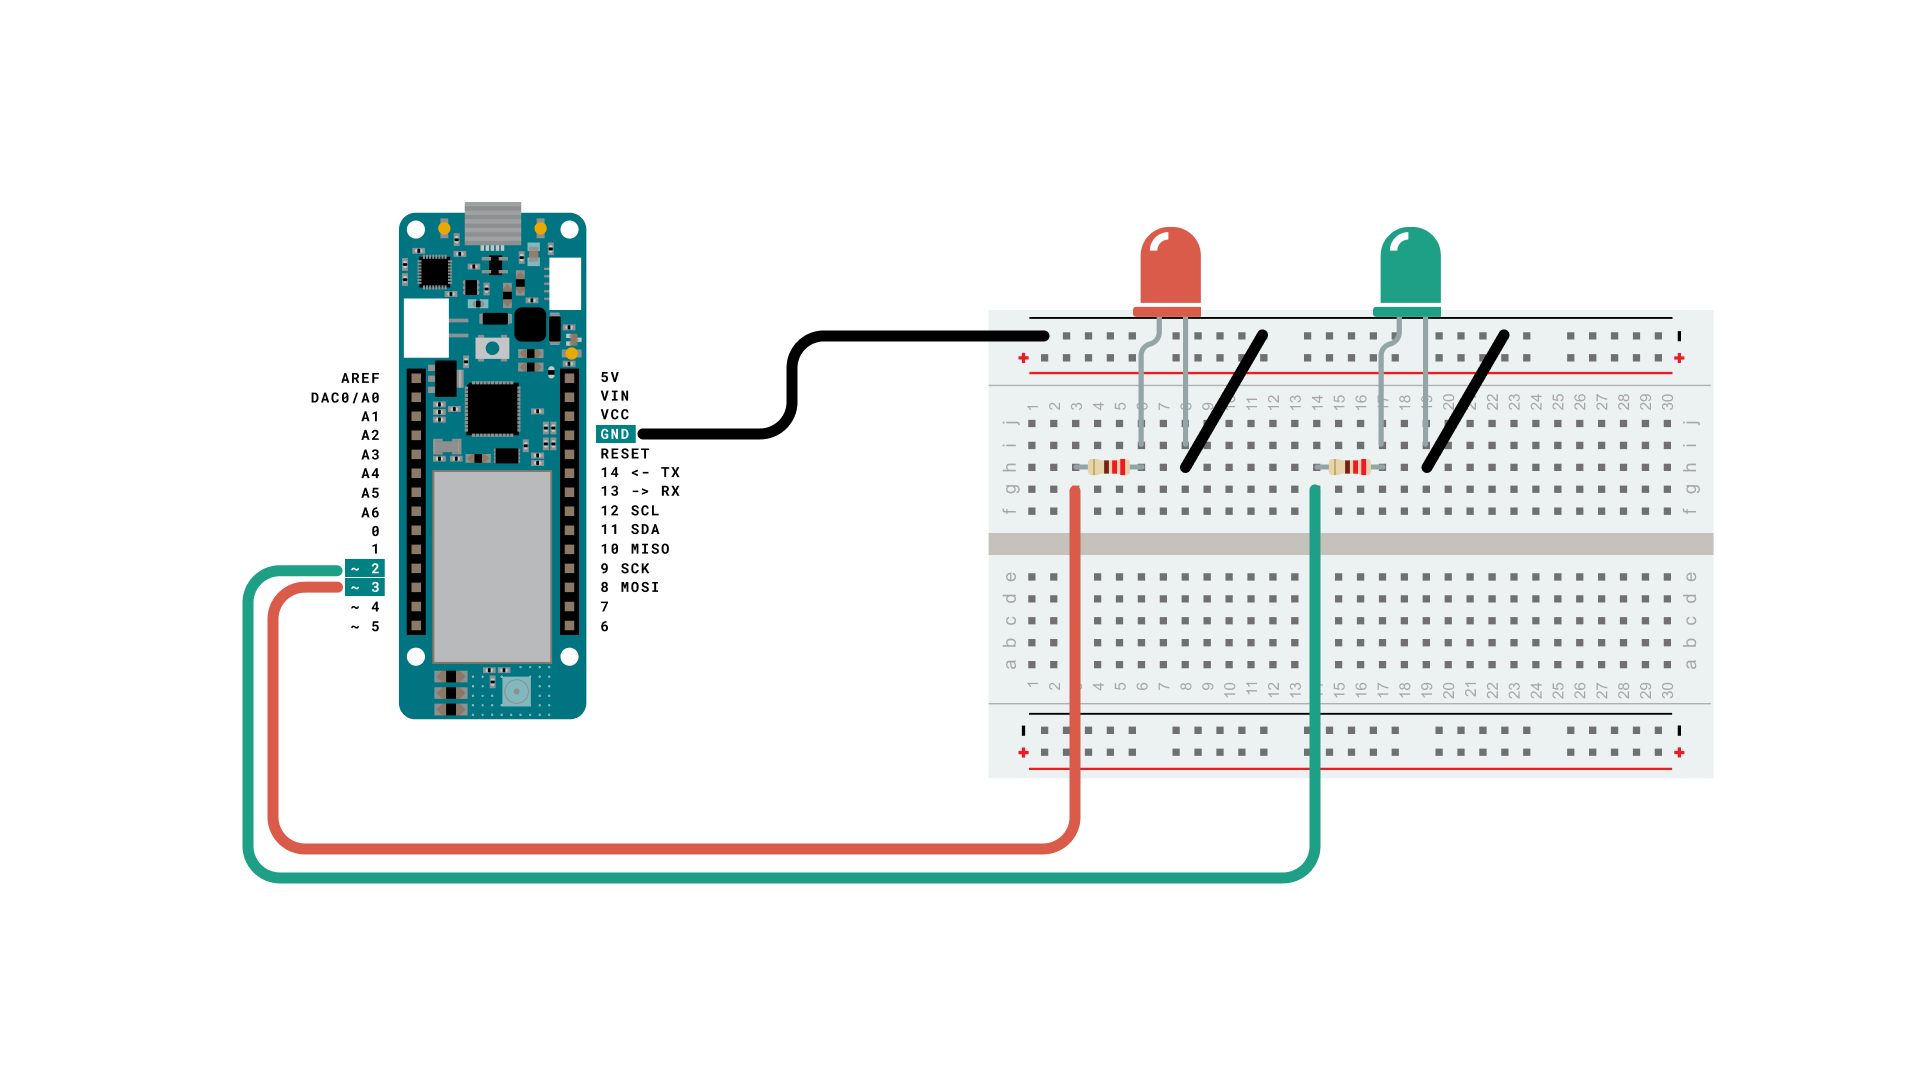 AREF
DAC0/A0
A1
A2
A3
A4
A5
A6
0
1
~ 2
~ 3
~ 4
~ 5
5V
VIN
VCC
GND
RESET
14 <- TX
13 -> RX
12 SCL
11 SDA
10 MISO
9 SCK
8 MOSI
7
6
+ +
1 2 3 4 5 6 7 8 9 10 11 12 13 14 15 16 17 18 19 20 21 22 23 24 25 26 27 28 29 30
j j
i i
h h
g g
f f
e e
d d
c c
b b
a a
1 2 3 4 5 6 7 8 9 10 11 12 13 14 15 16 17 18 19 20 21 22 23 24 25 26 27 28 29 30
+ +